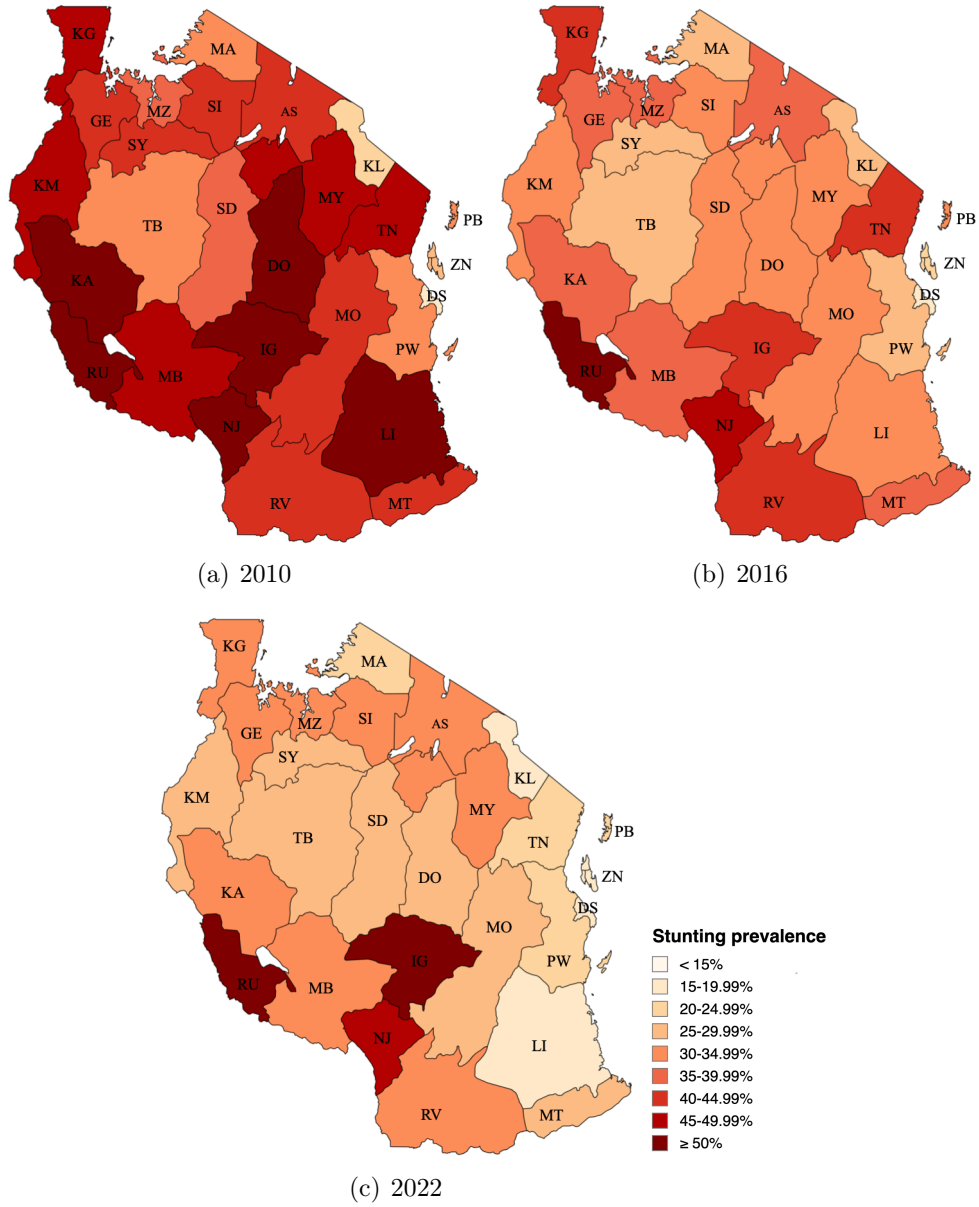 KG
MA
GE
MZ
SI
AS
SY
KL
KM
MY
SD
TB
PB
TN
ZN
DO
KA
DS
MO
IG
PW
RU
MB
NJ
LI
RV
MT
(a) 2010
KG
MA
GE
MZ
SI
AS
SY
KL
KM
MY
SD
TB
PB
TN
ZN
DO
KA
DS
MO
IG
PW
RU
MB
NJ
LI
RV
MT
(b) 2016
KG
MA
GE
MZ
SI
AS
SY
KL
KM
MY
SD
TB
PB
TN
ZN
DO
KA
DS
MO
IG
PW
RU
MB
NJ
LI
RV
MT
Stunting prevalence
< 15%
15-19.99%
20-24.99%
25-29.99%
30-34.99%
35-39.99%
40-44.99%
45-49.99%
≥ 50%
(c) 2022